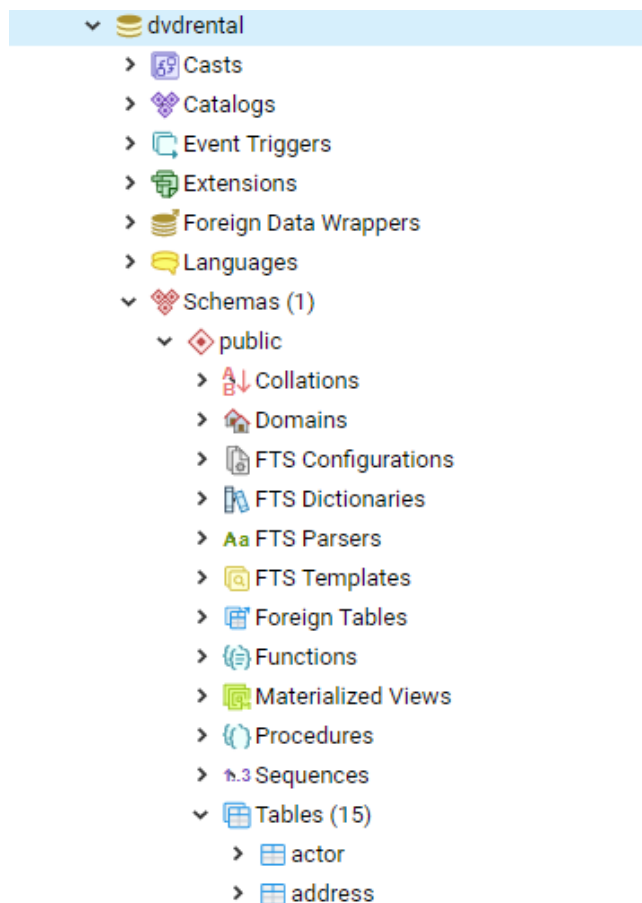 dvdrental
Casts
Catalogs
Event Triggers
Extensions
Foreign Data Wrappers
Languages
Schemas (1)
public
Collations
Domains
FTS Configurations
FTS Dictionaries
Aa FTS Parsers
FTS Templates
Foreign Tables
Functions
Materialized Views
Procedures
1..3 Sequences
Tables (15)
actor
address